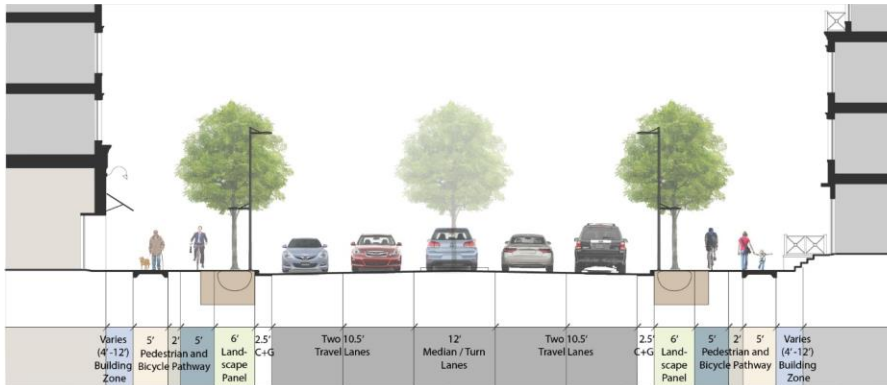 Varies
(4'-12')
Building
Zone
5' 2' 5'
Pedestrian and
Bicycle Pathway
6'
Land-
scape
Panel
2.5'
C+G
Two 10.5'
Travel Lanes
12'
Median / Turn
Lanes
Two 10.5'
Travel Lanes
2.5'
C+G
6'
Land-
scape
Panel
5' 2' 5'
Pedestrian and
Bicycle Pathway
Varies
(4'-12')
Building
Zone